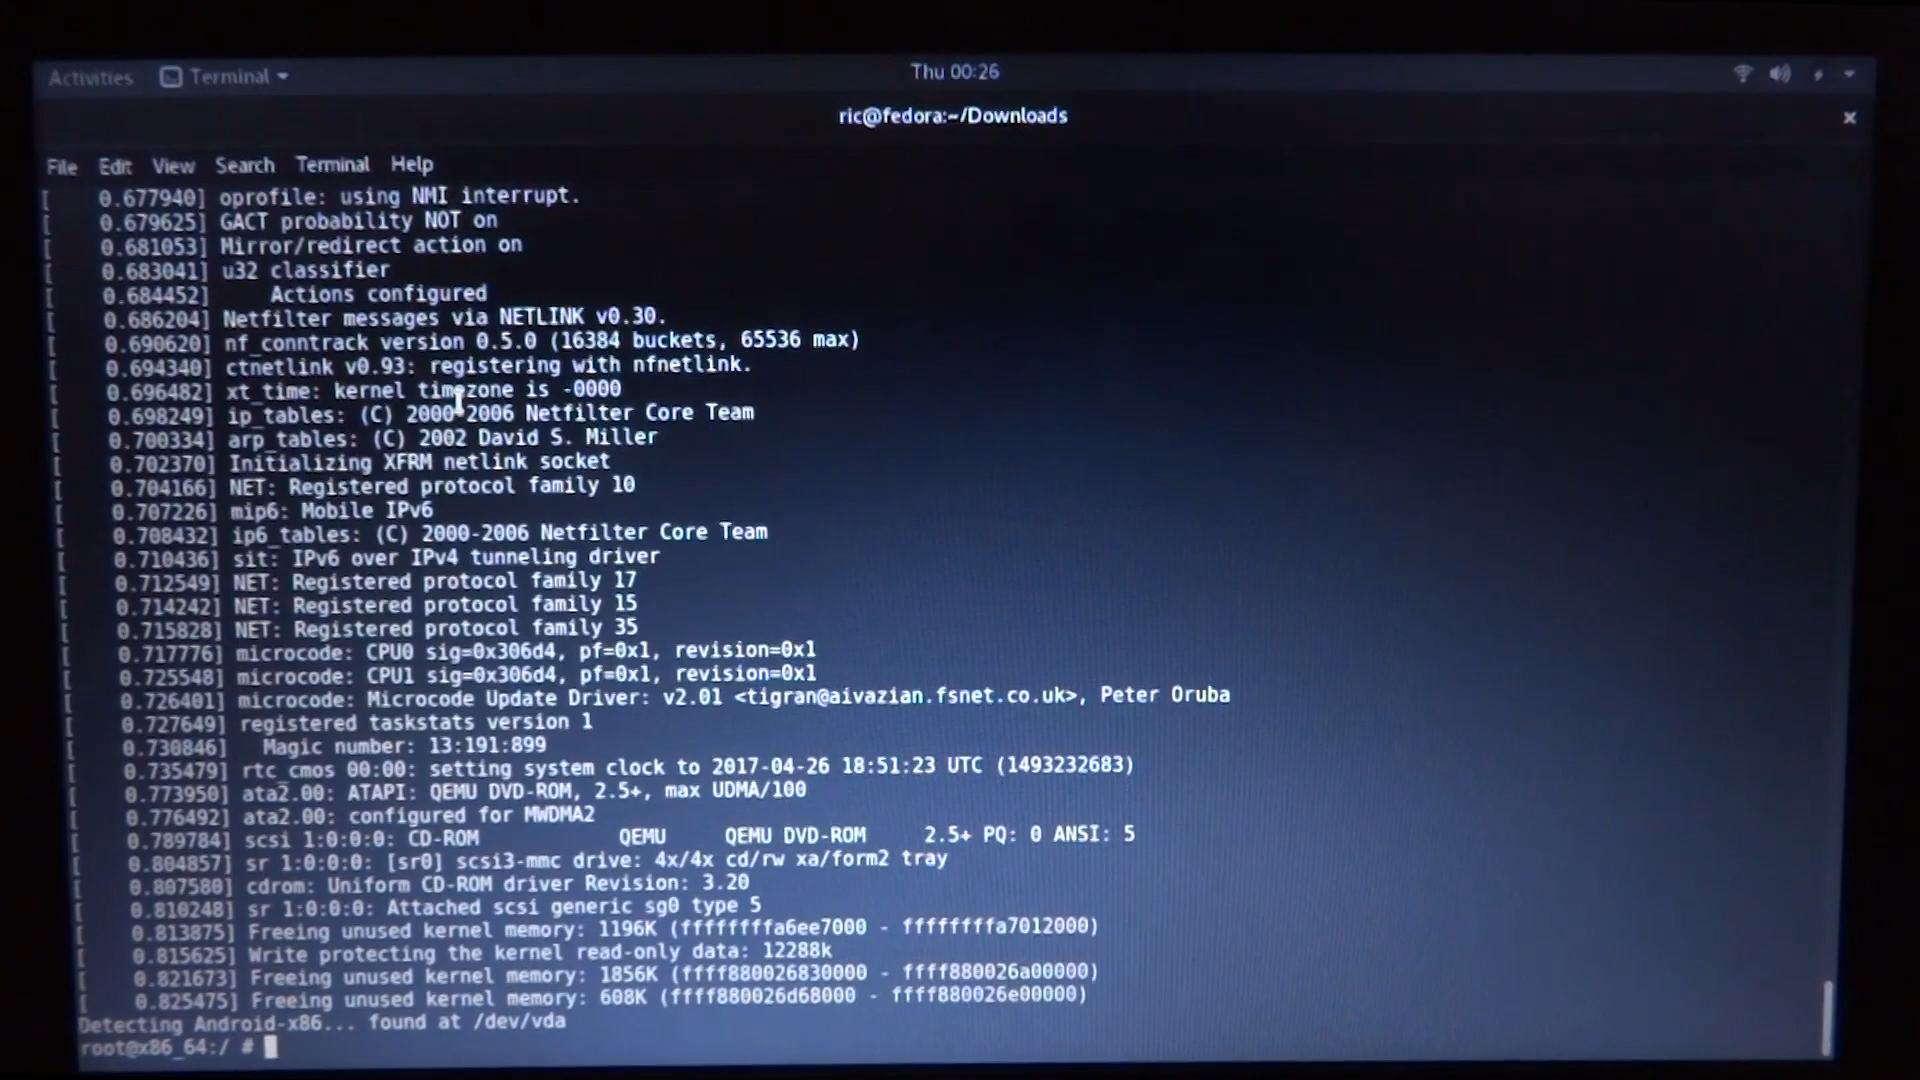 Activities Terminal
Thu 00:26
ric@fedora:~/Downloads
×
File Edit View Search Terminal Help
[ 0.677940] oprofile: using NMI interrupt.
[ 0.679625] GACT probability NOT on
[ 0.681053] Mirror/redirect action on
[ 0.683041] u32 classifier
[ 0.684452] Actions configured
[ 0.686204] Netfilter messages via NETLINK v0.30.
[ 0.690620] nf_conntrack version 0.5.0 (16384 buckets, 65536 max)
[ 0.694340] ctnetlink v0.93: registering with nfnetlink.
[ 0.696482] xt_time: kernel timezone is -0000
[ 0.698249] ip_tables: (C) 2000-2006 Netfilter Core Team
[ 0.700334] arp_tables: (C) 2002 David S. Miller
[ 0.702370] Initializing XFRM netlink socket
[ 0.704166] NET: Registered protocol family 10
[ 0.707226] mip6: Mobile IPv6
[ 0.708432] ip6_tables: (C) 2000-2006 Netfilter Core Team
[ 0.710436] sit: IPv6 over IPv4 tunneling driver
[ 0.712549] NET: Registered protocol family 17
[ 0.714242] NET: Registered protocol family 15
[ 0.715828] NET: Registered protocol family 35
[ 0.717776] microcode: CPU0 sig=0x306d4, pf=0x1, revision=0x1
[ 0.725548] microcode: CPU1 sig=0x306d4, pf=0x1, revision=0x1
[ 0.726401] microcode: Microcode Update Driver: v2.01 <tigran@aivazian.fsnet.co.uk>, Peter Oruba
[ 0.727649] registered taskstats version 1
[ 0.730846] Magic number: 13:191:899
[ 0.735479] rtc_cmos 00:00: setting system clock to 2017-04-26 18:51:23 UTC (1493232683)
[ 0.773950] ata2.00: ATAPI: QEMU DVD-ROM, 2.5+, max UDMA/100
[ 0.776492] ata2.00: configured for MWDMA2
[ 0.789784] scsi 1:0:0:0: CD-ROM QEMU QEMU DVD-ROM 2.5+ PQ: 0 ANSI: 5
[ 0.804857] sr 1:0:0:0: [sr0] scsi3-mmc drive: 4x/4x cd/rw xa/form2 tray
[ 0.807580] cdrom: Uniform CD-ROM driver Revision: 3.20
[ 0.810248] sr 1:0:0:0: Attached scsi generic sg0 type 5
[ 0.813875] Freeing unused kernel memory: 1196K (ffffffffa6ee7000 - ffffffffa7012000)
[ 0.815625] Write protecting the kernel read-only data: 12288k
[ 0.821673] Freeing unused kernel memory: 1856K (ffff880026830000 - ffff880026a00000)
[ 0.825475] Freeing unused kernel memory: 608K (ffff880026d68000 - ffff880026e00000)
Detecting Android-x86... found at /dev/vda
root@x86_64:/ #